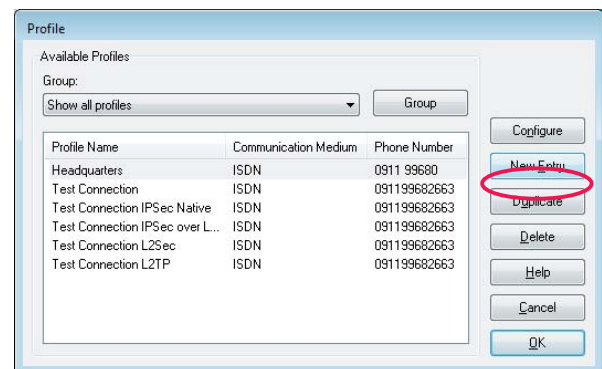 Profile
Available Profiles
Group:
Show all profiles
Group
Profile Name Communication Medium Phone Number
Headquarters ISDN 0911 99680
Test Connection ISDN 091199682663
Test Connection IPSec Native ISDN 091199682663
Test Connection IPSec over L... ISDN 091199682663
Test Connection L2Sec ISDN 091199682663
Test Connection L2TP ISDN 091199682663
Configure
New Entry
Duplicate
Delete
Help
Cancel
OK